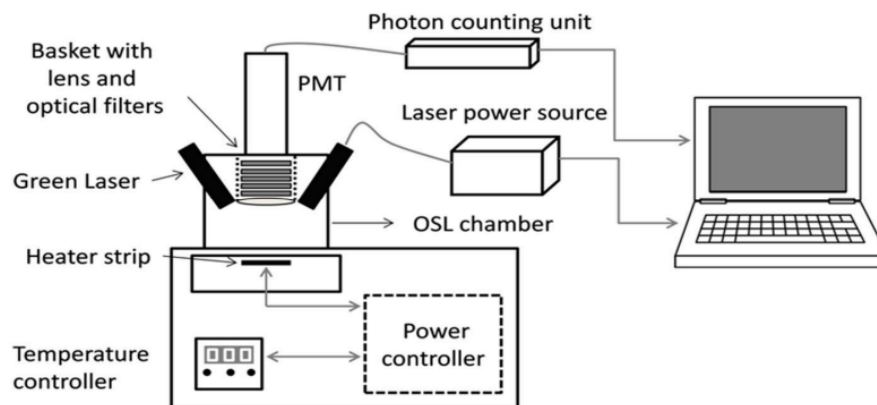 Photon counting unit
Basket with
lens and
optical filters
PMT
Laser power source
Green Laser
OSL chamber
Heater strip
Power
controller
Temperature
controller